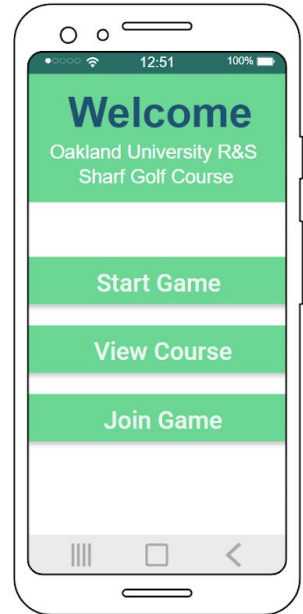 12:51 100%
Welcome
Oakland University R&S
Sharf Golf Course
Start Game
View Course
Join Game